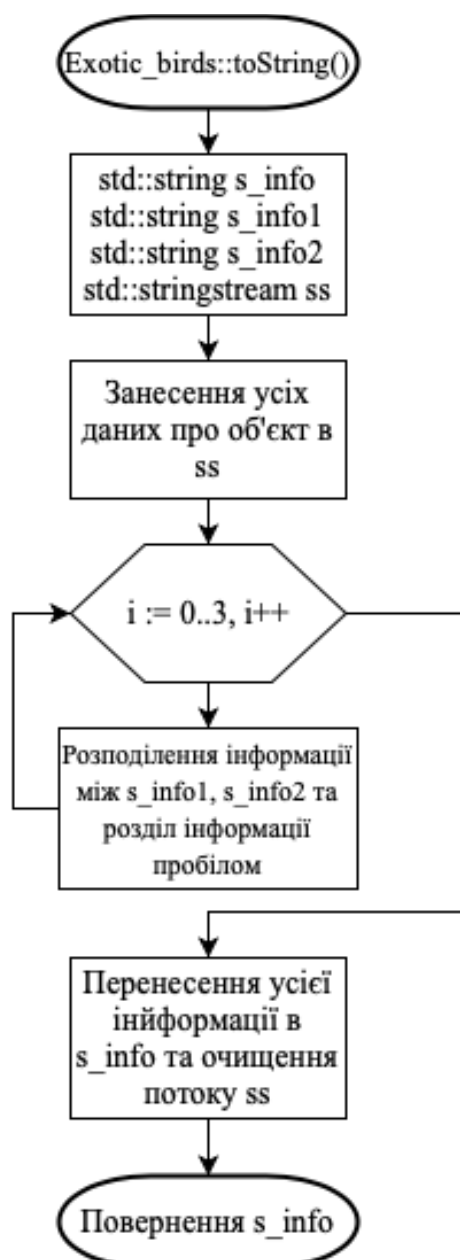 Exotic_birds::toString()
std::string s_info
std::string s_info1
std::string s_info2
std::stringstream ss
Занесення усіх
даних про об'єкт в
ss
i := 0..3, i++
Розподілення інформації
між s_info1, s_info2 та
розділ інформації
пробілом
Перенесення усієї
інйформації в
s_info та очищення
потоку ss
Повернення s_info